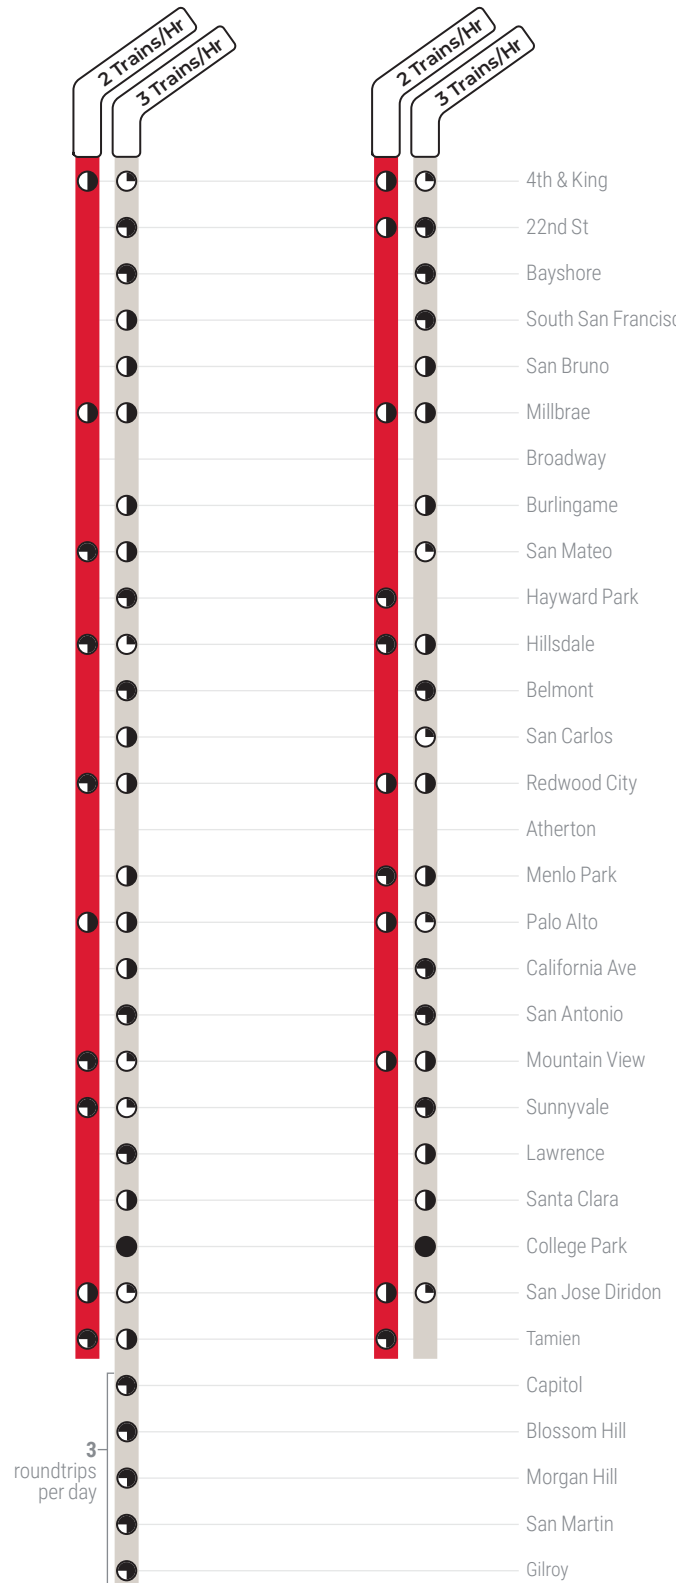 2 Trains/Hr
3 Trains/Hr
2 Trains/Hr
3 Trains/Hr
4th & King
22nd St
Bayshore
South San Francisc
San Bruno
Millbrae
Broadway
Burlingame
San Mateo
Hayward Park
Hillsdale
Belmont
San Carlos
Redwood City
Atherton
Menlo Park
Palo Alto
California Ave
San Antonio
Mountain View
Sunnyvale
Lawrence
Santa Clara
College Park
San Jose Diridon
Tamien
Capitol
Blossom Hill
3
roundtrips
per day
Morgan Hill
San Martin
Gilroy